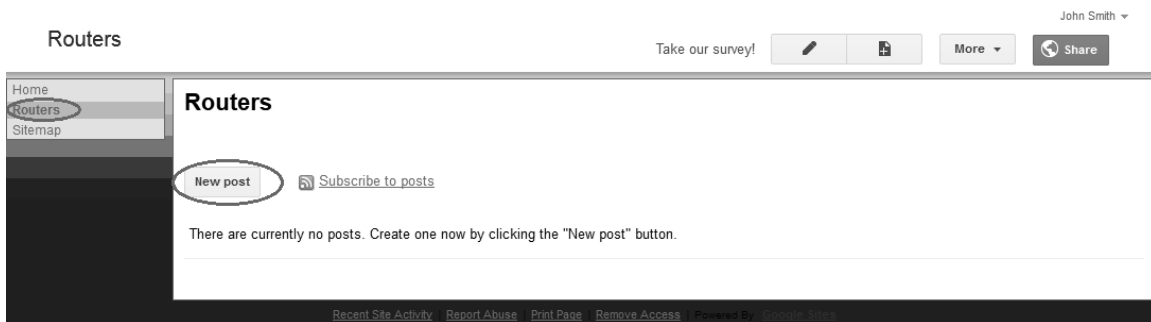 John Smith
Routers
Take our survey!
More
Share
Home
Routers
Sitemap
Routers
New post
Subscribe to posts
There are currently no posts. Create one now by clicking the "New post" button.
Recent Site Activity | Report Abuse | Print Page | Remove Access | Powered By Google Sites